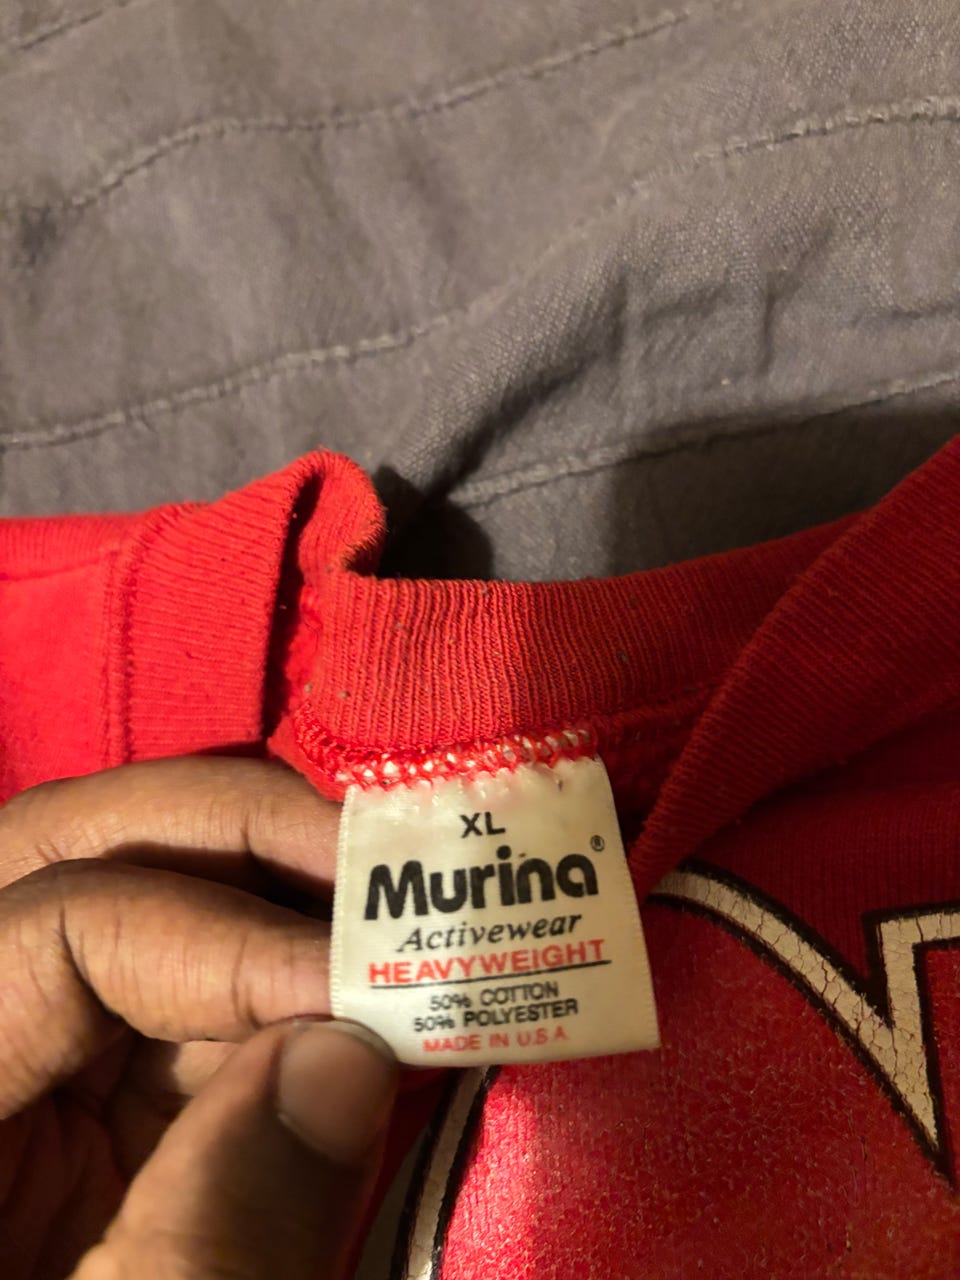 XL
Murina®
Activewear
HEAVYWEIGHT
50% COTTON
50% POLYESTER
MADE IN U.S.A